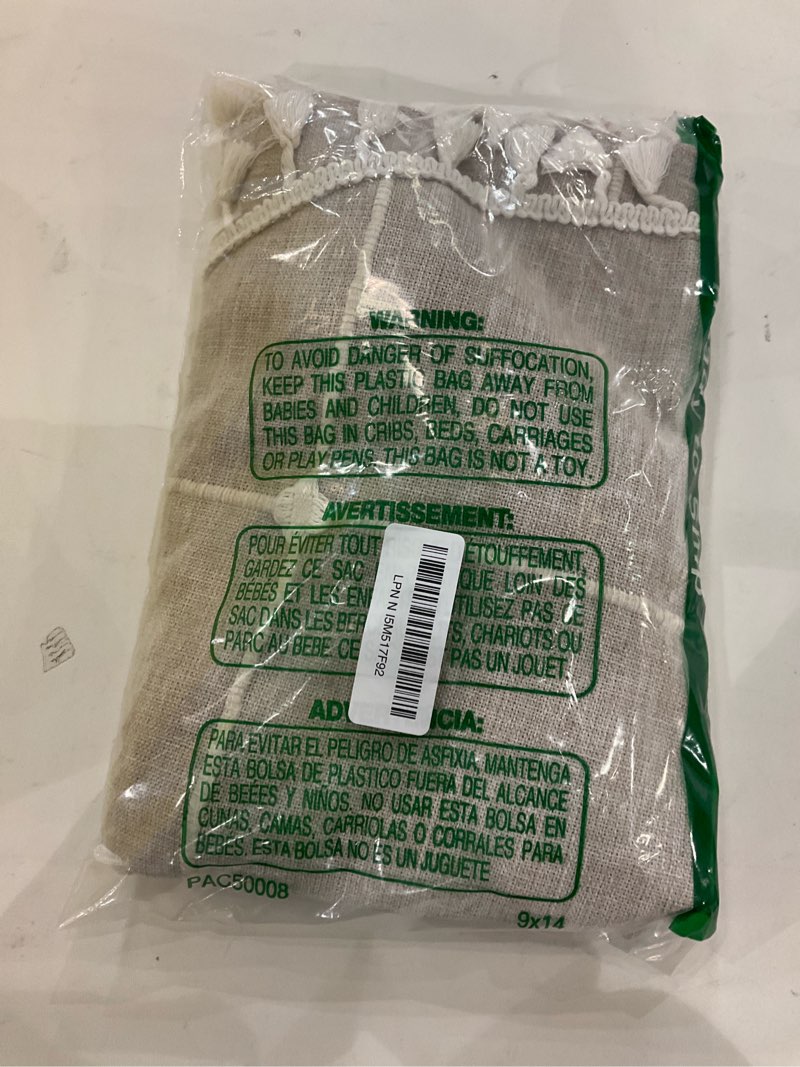 WARNING:
TO AVOID DANGER OF SUFFOCATION,
KEEP THIS PLASTIC BAG AWAY FROM
BABIES AND CHILDREN, DO NOT USE
THIS BAG IN CRIBS, BEDS, CARRIAGES
OR PLAY PENS. THIS BAG IS NOT A TOY.
AVERTISSEMENT:
POUR ÉVITER TOUT ETOUFFEMENT,
GARDEZ CE SAC QUE LOIN DES
BEBES ET LES ENF TILISEZ PAS CE
SAC DANS LES BER S, CHARIOTS OU
PARC AU BEBE. CE PAS UN JOUET
LPN N I5M517F92
AD CIA:
PARA EVITAR EL PELIGRO DE ASFIXIA, MANTENGA
ESTA BOLSA DE PLASTICO FUERA DEL ALCANCE
DE BEBES Y NIÑOS. NO USAR ESTA BOLSA EN
CUNAS, CAMAS, CARRIOLAS O CORRALES PARA
BEBES. ESTA BOLSA NO ES UN JUGUETE
PAC50008
9x14